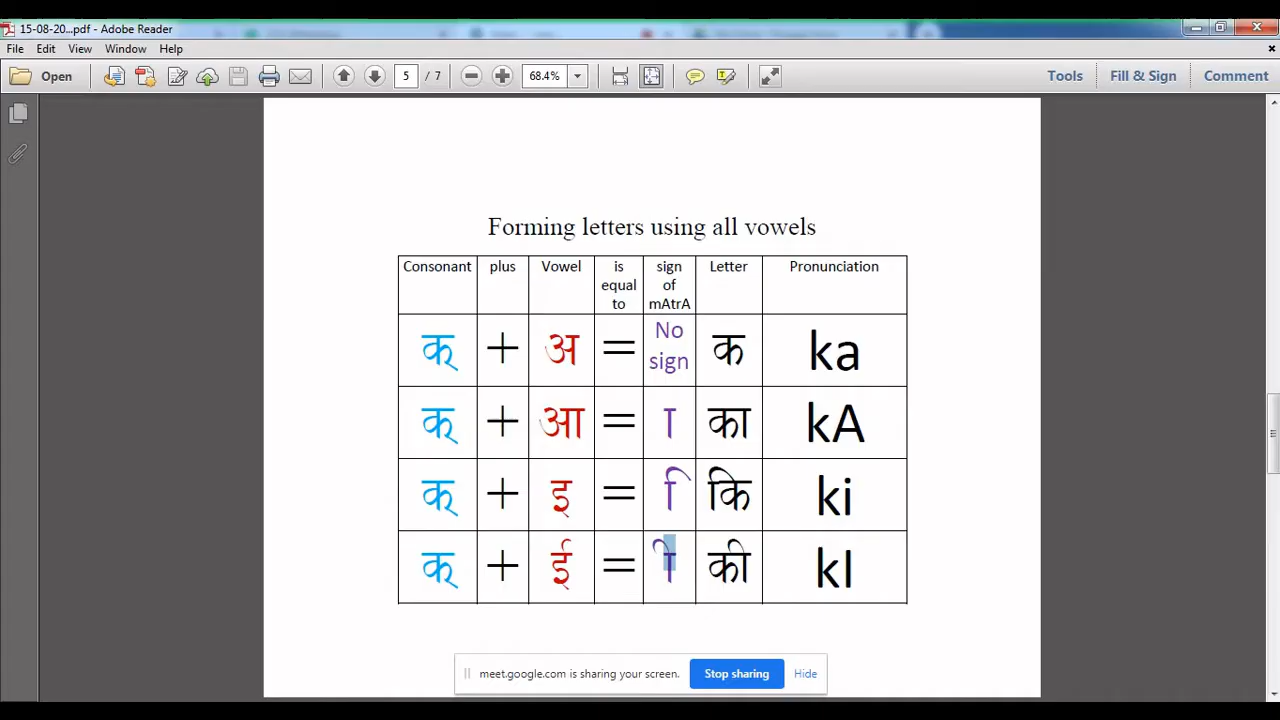 15-08-20...pdf - Adobe Reader
File Edit View Window Help
Open 5 / 7 68.4% Tools Fill & Sign Comment
Forming letters using all vowels
Consonant plus Vowel is equal to sign of mAtrA Letter Pronunciation
क् + अ = No sign क ka
क् + आ = ा का kA
क् + इ = ि कि ki
क् + ई = ी की kI
meet.google.com is sharing your screen. Stop sharing Hide